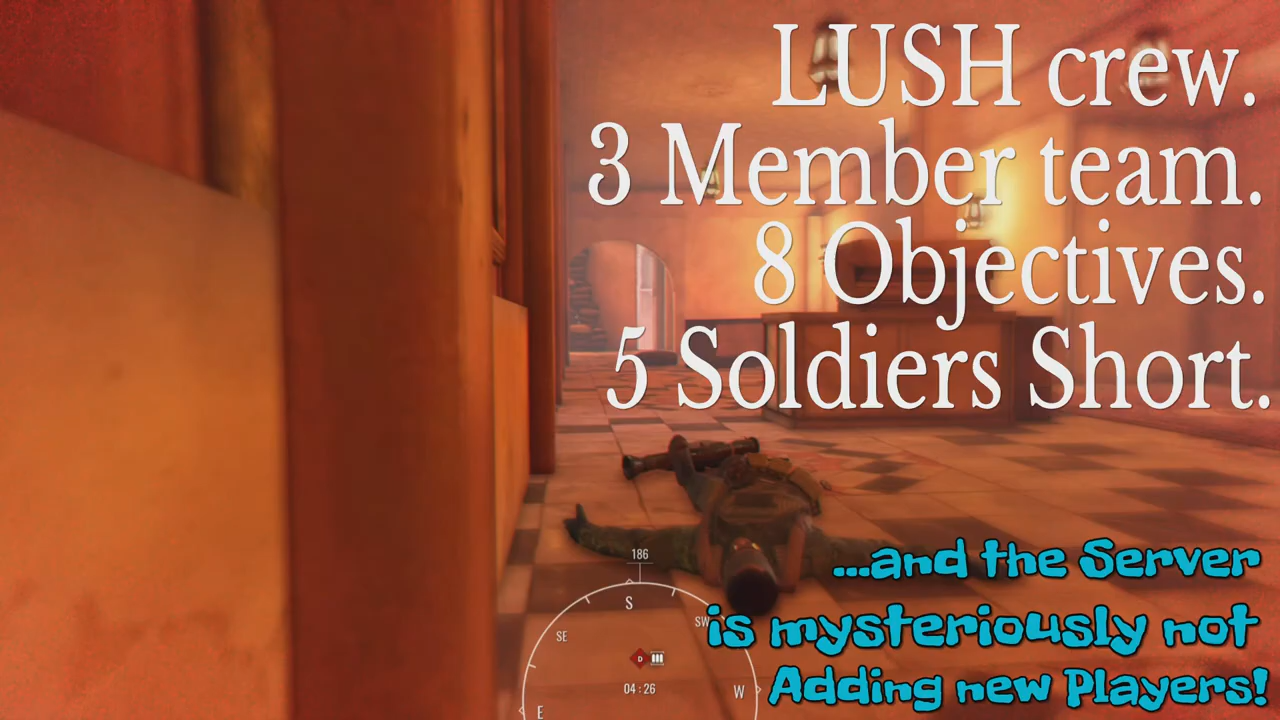 LUSH crew.
3 Member team.
8 Objectives.
5 Soldiers Short.
...and the Server
is mysteriously not
Adding new Players!
186
S
SE
SW
D
04:26
W
E